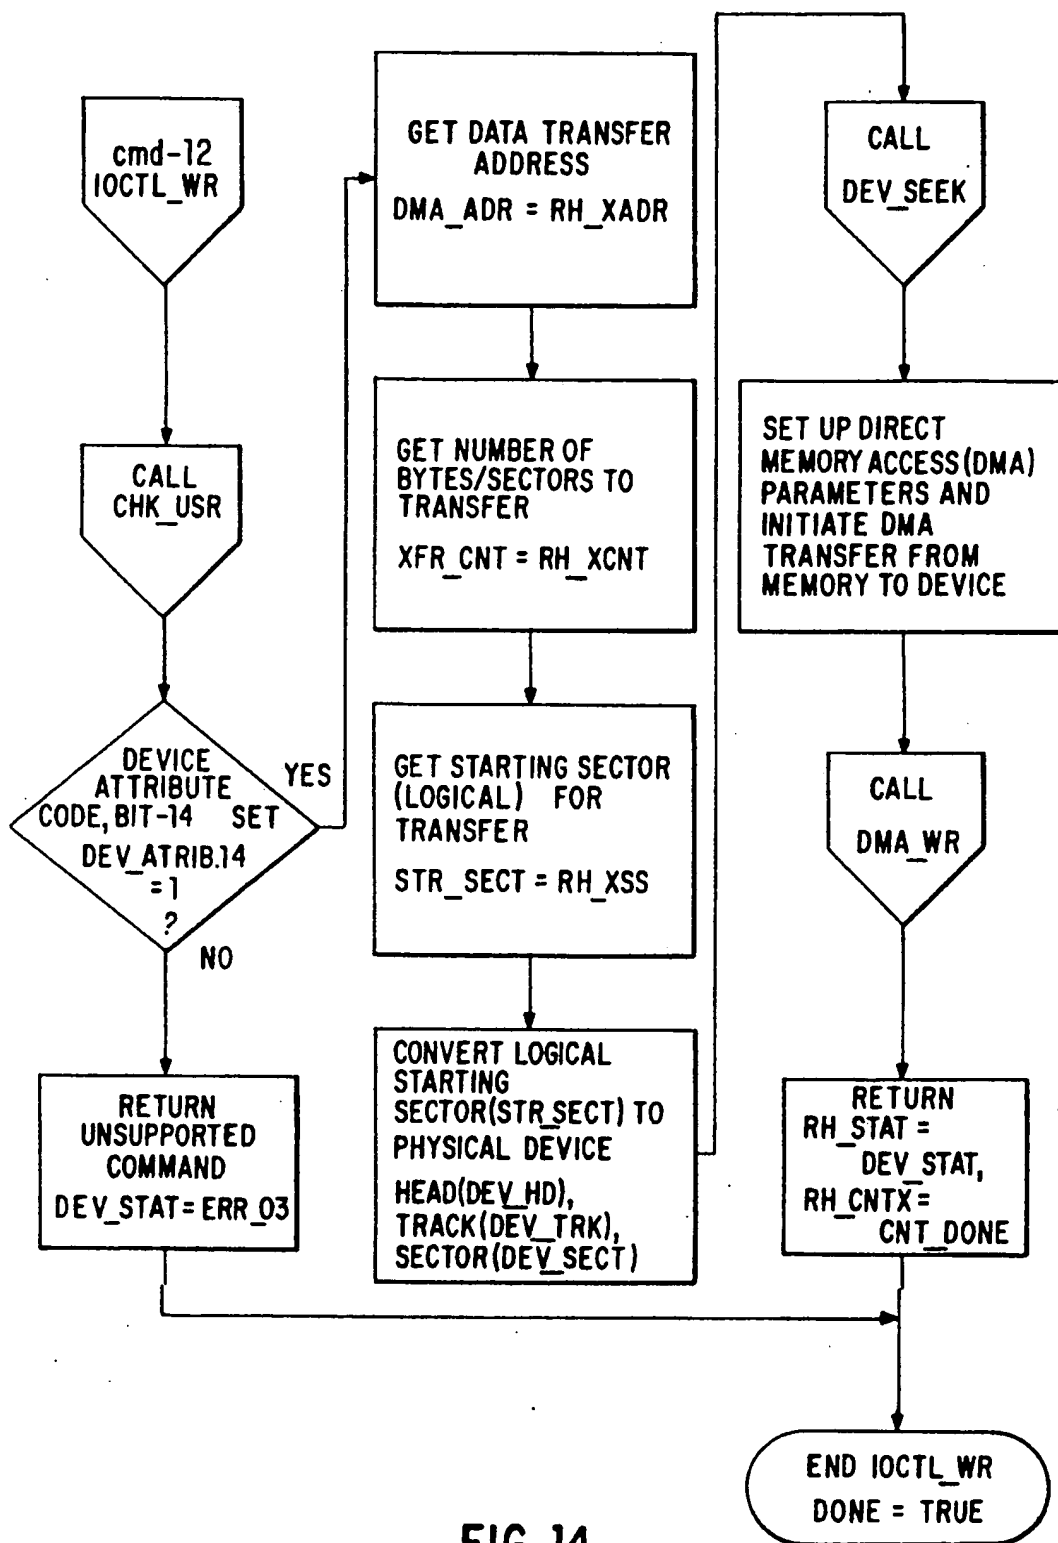 cmd-12
IOCTL_WR
CALL
CHK_USR
DEVICE
ATTRIBUTE
CODE, BIT-14 SET
DEV_ATRIB.14
=1
?
YES
NO
RETURN
UNSUPPORTED
COMMAND
DEV_STAT=ERR_03
GET DATA TRANSFER
ADDRESS
DMA_ADR = RH_XADR
GET NUMBER OF
BYTES/SECTORS TO
TRANSFER
XFR_CNT = RH_XCNT
GET STARTING SECTOR
(LOGICAL) FOR
TRANSFER
STR_SECT = RH_XSS
CONVERT LOGICAL
STARTING
SECTOR(STR_SECT) TO
PHYSICAL DEVICE
HEAD(DEV_HD),
TRACK(DEV_TRK),
SECTOR(DEV_SECT)
CALL
DEV_SEEK
SET UP DIRECT
MEMORY ACCESS(DMA)
PARAMETERS AND
INITIATE DMA
TRANSFER FROM
MEMORY TO DEVICE
CALL
DMA_WR
RETURN
RH_STAT=
DEV_STAT,
RH_CNTX=
CNT_DONE
END IOCTL_WR
DONE = TRUE
FIG. 14